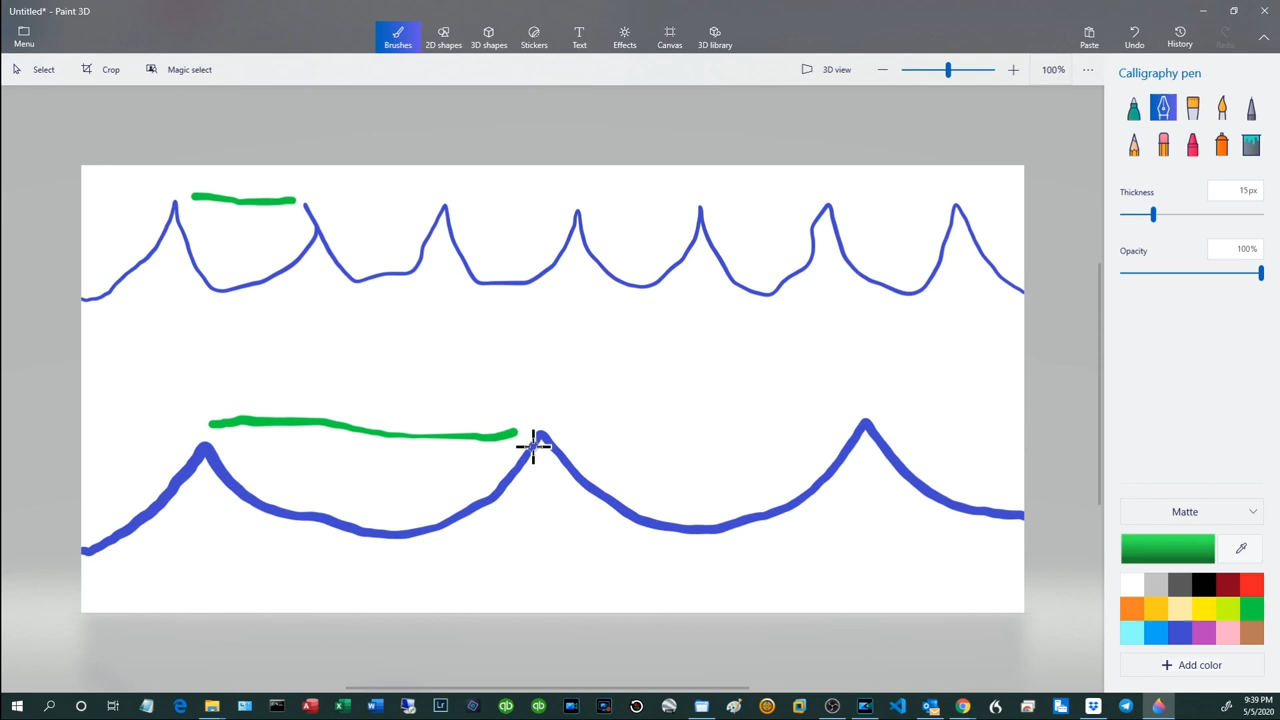 Untitled* - Paint 3D
Menu
Brushes
2D shapes
3D shapes
Stickers
Text
Effects
Canvas
3D library
Paste
Undo
History
Redo
Select
Crop
Magic select
3D view
100%
Calligraphy pen
Thickness
15px
Opacity
100%
Matte
Add color
9:39 PM
5/5/2020